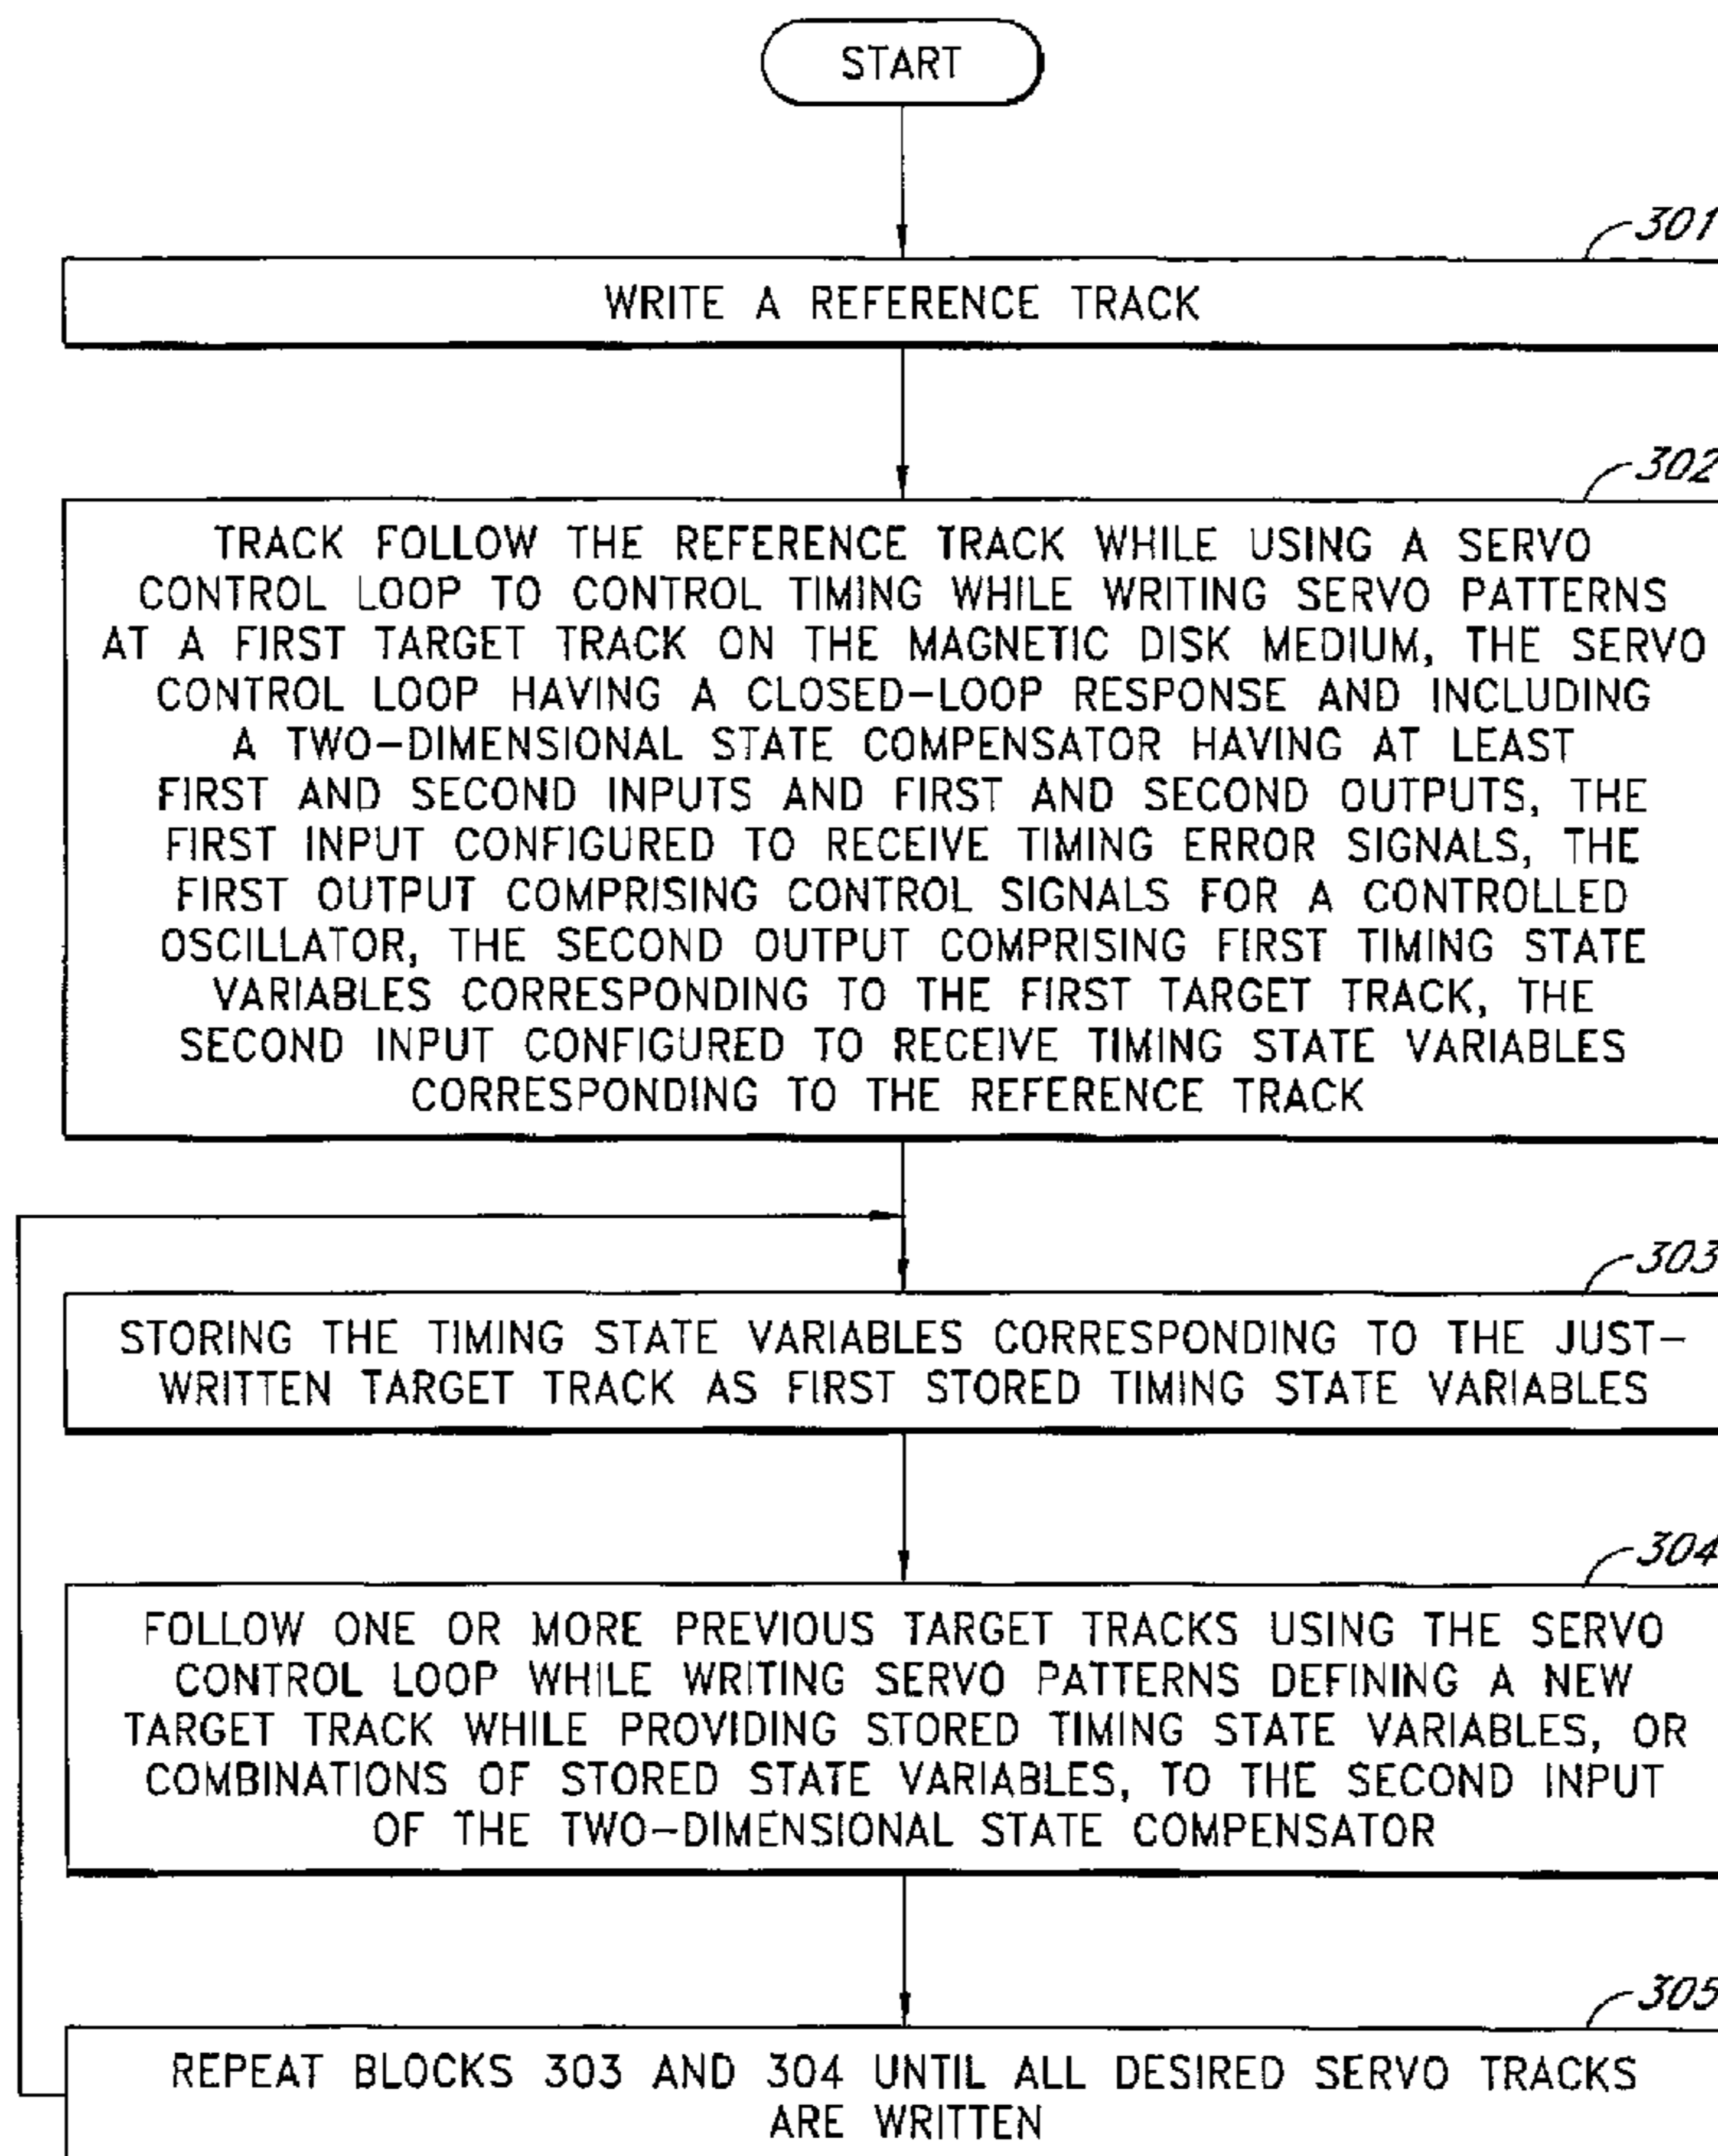 START
301
WRITE A REFERENCE TRACK
302
TRACK FOLLOW THE REFERENCE TRACK WHILE USING A SERVO
CONTROL LOOP TO CONTROL TIMING WHILE WRITING SERVO PATTERNS
AT A FIRST TARGET TRACK ON THE MAGNETIC DISK MEDIUM, THE SERVO
CONTROL LOOP HAVING A CLOSED-LOOP RESPONSE AND INCLUDING
A TWO-DIMENSIONAL STATE COMPENSATOR HAVING AT LEAST
FIRST AND SECOND INPUTS AND FIRST AND SECOND OUTPUTS, THE
FIRST INPUT CONFIGURED TO RECEIVE TIMING ERROR SIGNALS, THE
FIRST OUTPUT COMPRISING CONTROL SIGNALS FOR A CONTROLLED
OSCILLATOR, THE SECOND OUTPUT COMPRISING FIRST TIMING STATE
VARIABLES CORRESPONDING TO THE FIRST TARGET TRACK, THE
SECOND INPUT CONFIGURED TO RECEIVE TIMING STATE VARIABLES
CORRESPONDING TO THE REFERENCE TRACK
303
STORING THE TIMING STATE VARIABLES CORRESPONDING TO THE JUST-
WRITTEN TARGET TRACK AS FIRST STORED TIMING STATE VARIABLES
304
FOLLOW ONE OR MORE PREVIOUS TARGET TRACKS USING THE SERVO
CONTROL LOOP WHILE WRITING SERVO PATTERNS DEFINING A NEW
TARGET TRACK WHILE PROVIDING STORED TIMING STATE VARIABLES, OR
COMBINATIONS OF STORED STATE VARIABLES, TO THE SECOND INPUT
OF THE TWO-DIMENSIONAL STATE COMPENSATOR
305
REPEAT BLOCKS 303 AND 304 UNTIL ALL DESIRED SERVO TRACKS
ARE WRITTEN